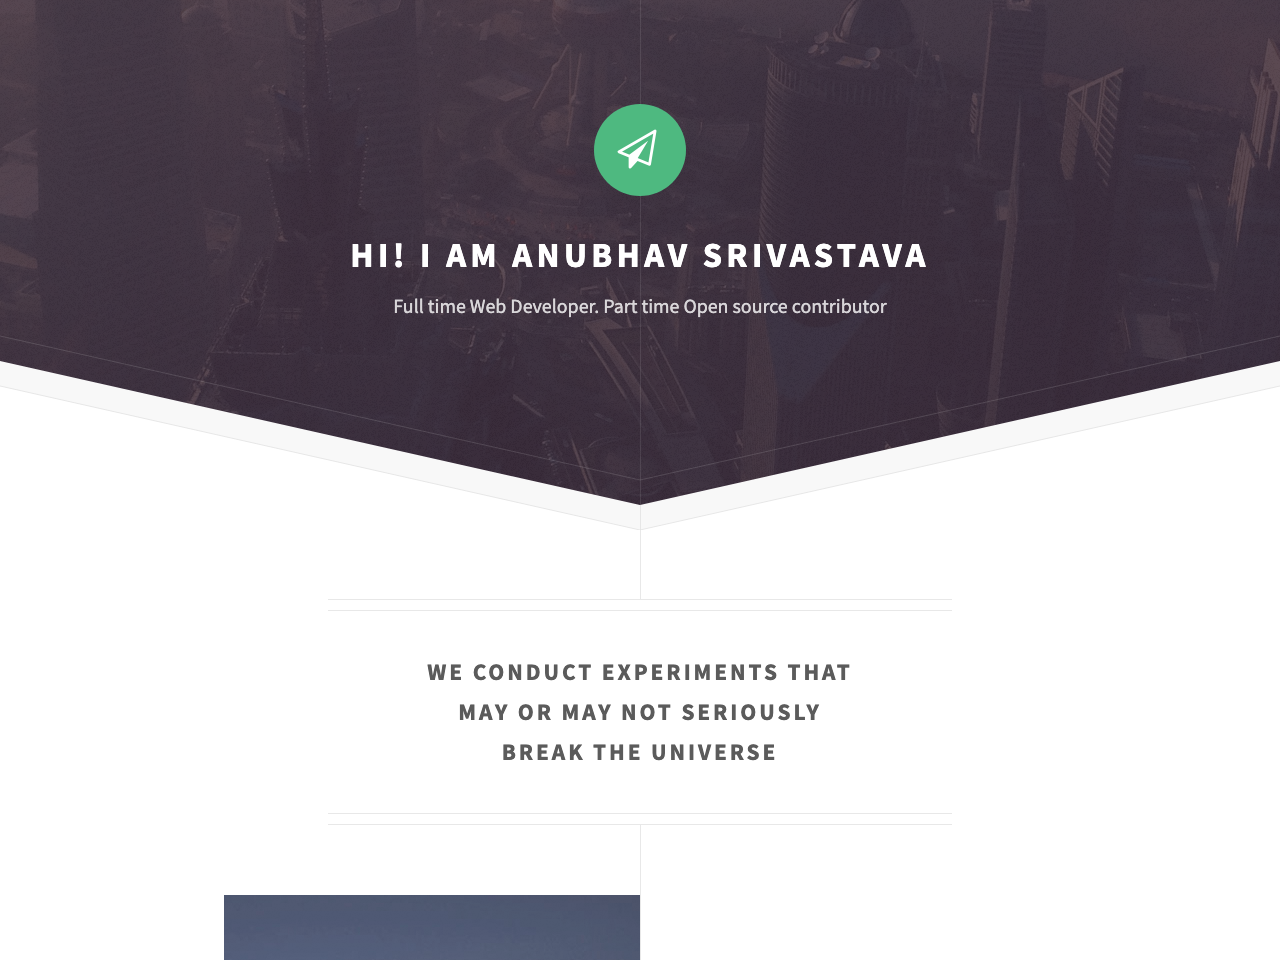 HI! I AM ANUBHAV SRIVASTAVA
Full time Web Developer. Part time Open source contributor
WE CONDUCT EXPERIMENTS THAT
MAY OR MAY NOT SERIOUSLY
BREAK THE UNIVERSE